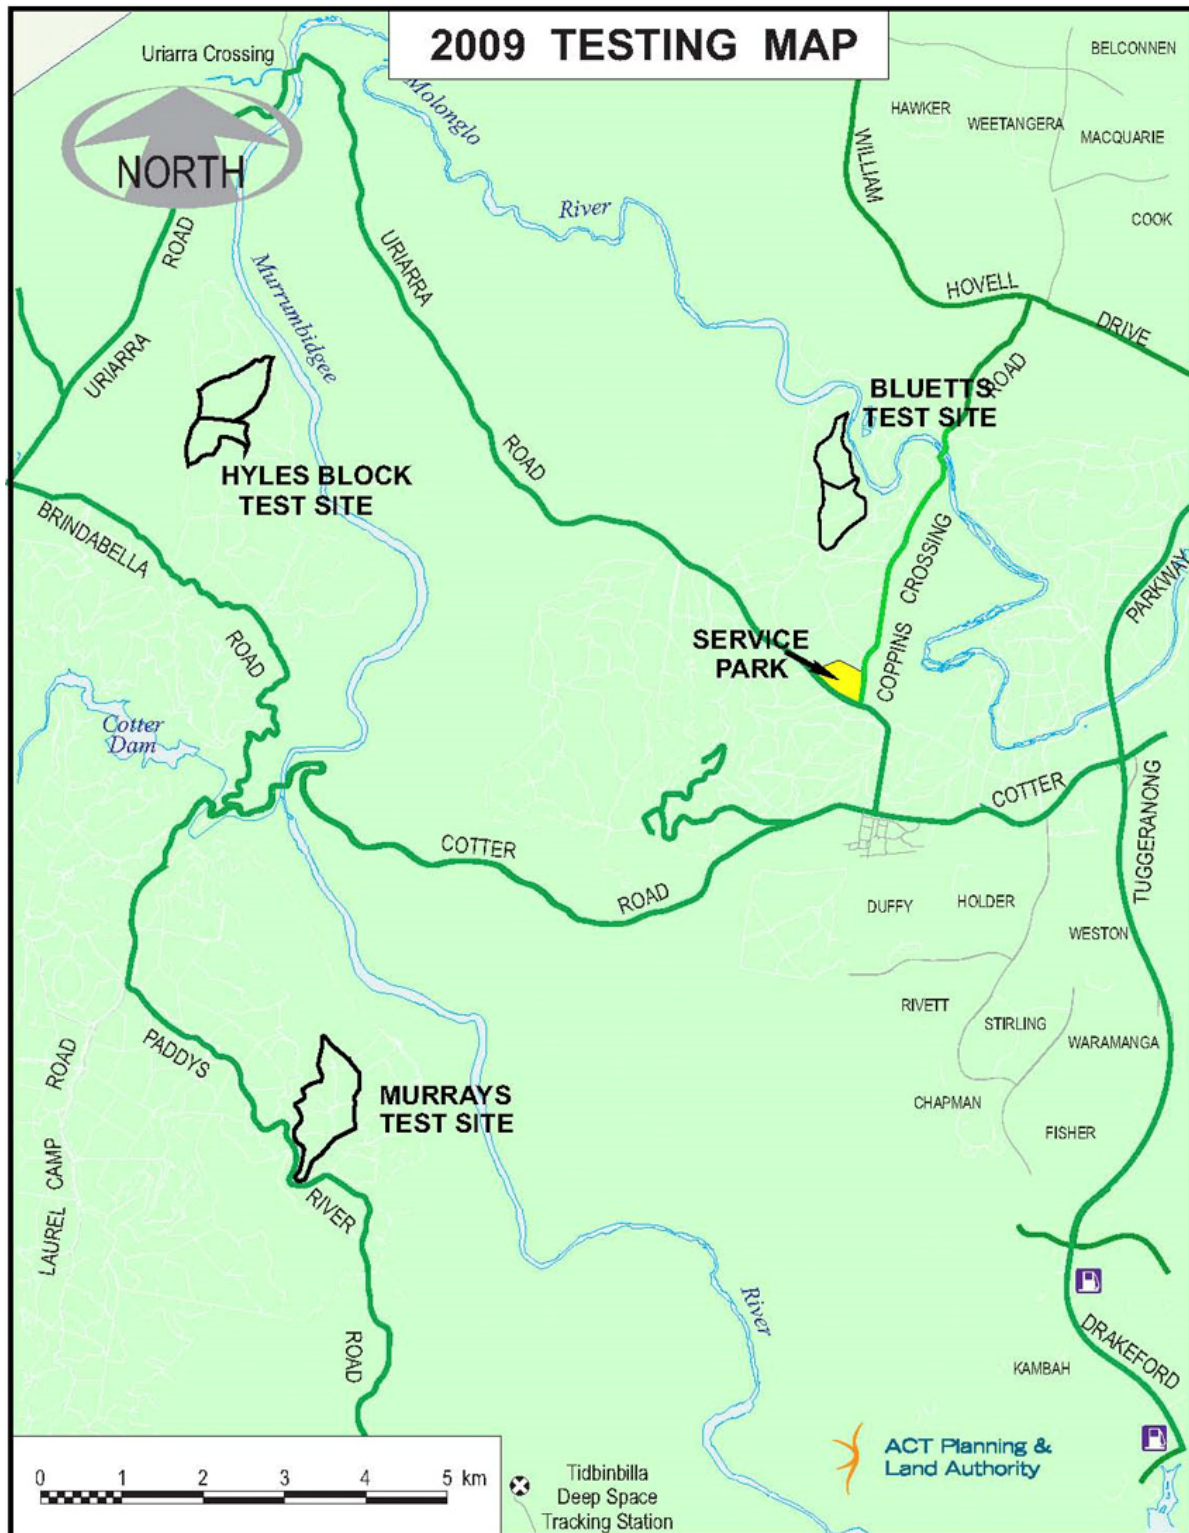 2009 TESTING MAP
Uriarra Crossing
BELCONNEN
HAWKER
WEETANGERA
MACQUARIE
COOK
Molonglo
River
WILLIAM
HOVELL
DRIVE
NORTH
ROAD
URIARRA
Murrumbidgee
URIARRA
ROAD
ROAD
BLUETTS
TEST SITE
HYLES BLOCK
TEST SITE
BRINDABELLA
ROAD
COPPINS CROSSING
PARKWAY
SERVICE
PARK
Cotter
Dam
COTTER
ROAD
COTTER
TUGGERANONG
DUFFY
HOLDER
WESTON
RIVETT
STIRLING
WARAMANGA
CHAPMAN
FISHER
PADDYS
RIVER
ROAD
LAUREL CAMP ROAD
MURRAYS
TEST SITE
River
KAMBAH
DRAKEFORD
ACT Planning &
Land Authority
0 1 2 3 4 5 km
Tidbinbilla
Deep Space
Tracking Station